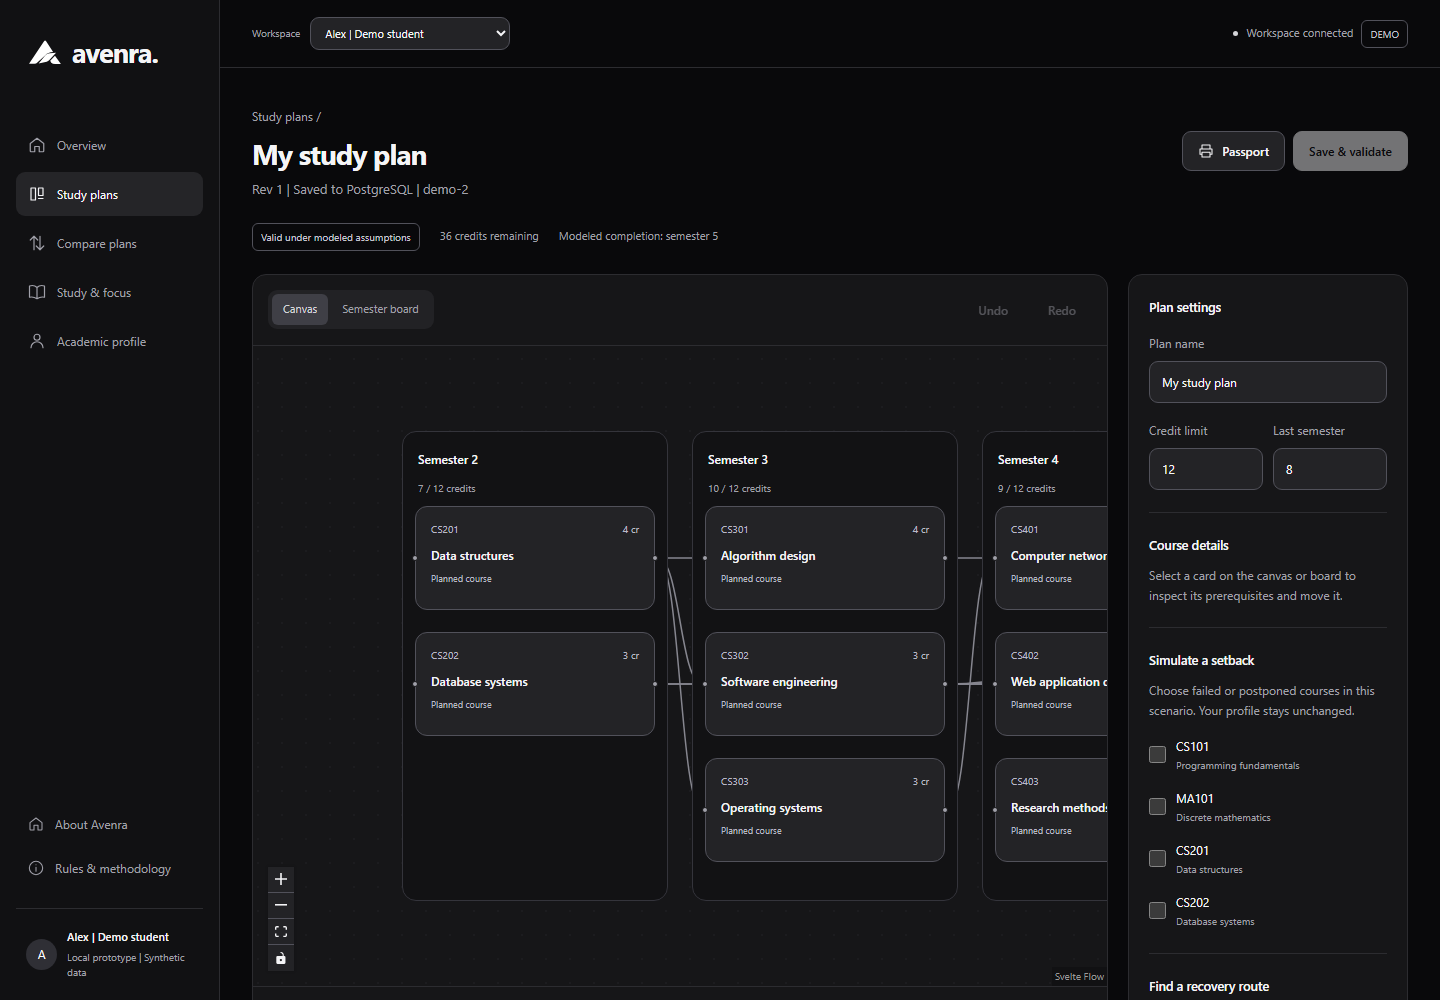 avenra.
Overview
Study plans
Compare plans
Study & focus
Academic profile
About Avenra
Rules & methodology
A
Alex | Demo student
Local prototype | Synthetic
data
Workspace
Alex | Demo student
Workspace connected
DEMO
Study plans /
My study plan
Rev 1 | Saved to PostgreSQL | demo-2
Passport
Save & validate
Valid under modeled assumptions
36 credits remaining
Modeled completion: semester 5
Canvas
Semester board
Undo
Redo
Semester 2
7 / 12 credits
CS201
4 cr
Data structures
Planned course
CS202
3 cr
Database systems
Planned course
Semester 3
10 / 12 credits
CS301
4 cr
Algorithm design
Planned course
CS302
3 cr
Software engineering
Planned course
CS303
3 cr
Operating systems
Planned course
Semester 4
9 / 12 credits
CS401
Computer networ
Planned course
CS402
Web application
Planned course
CS403
Research methods
Planned course
Svelte Flow
Plan settings
Plan name
My study plan
Credit limit
Last semester
12
8
Course details
Select a card on the canvas or board to
inspect its prerequisites and move it.
Simulate a setback
Choose failed or postponed courses in this
scenario. Your profile stays unchanged.
CS101
Programming fundamentals
MA101
Discrete mathematics
CS201
Data structures
CS202
Database systems
Find a recovery route